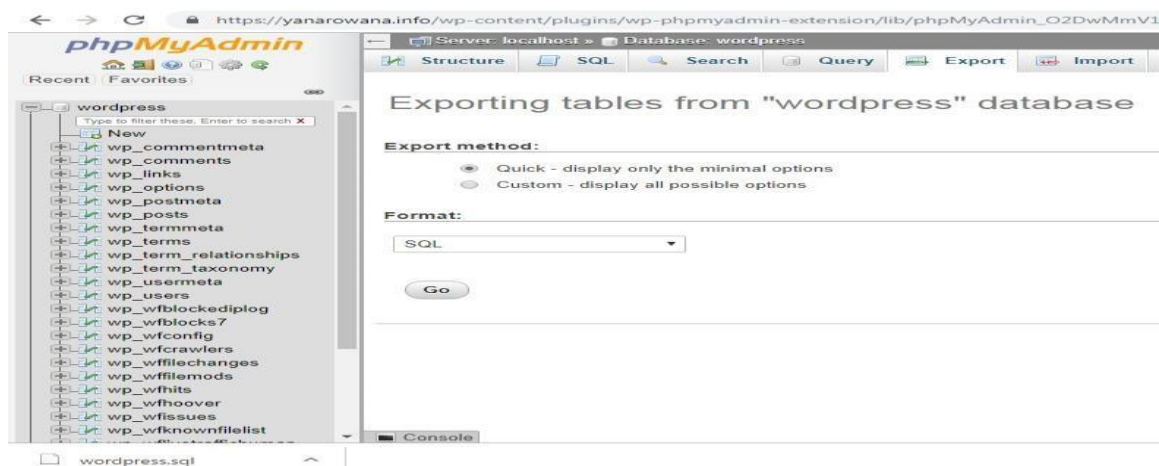 https://yanarowana.info/wp-content/plugins/wp-phpmyadmin-extension/lib/phpMyAdmin_O2DwMmV1
phpMyAdmin
Recent Favorites
wordpress
Type to filter these, Enter to search X
New
wp_commentmeta
wp_comments
wp_links
wp_options
wp_postmeta
wp_posts
wp_termmeta
wp_terms
wp_term_relationships
wp_term_taxonomy
wp_usermeta
wp_users
wp_wfblockediplog
wp_wfblocks7
wp_wfconfig
wp_wfcrawlers
wp_wffilechanges
wp_wffilemods
wp_wfhits
wp_wfhoover
wp_wfissues
wp_wfknownfilelist
Server: localhost » Database: wordpress
Structure SQL Search Query Export Import
Exporting tables from "wordpress" database
Export method:
Quick - display only the minimal options
Custom - display all possible options
Format:
SQL
Go
Console
wordpress.sql